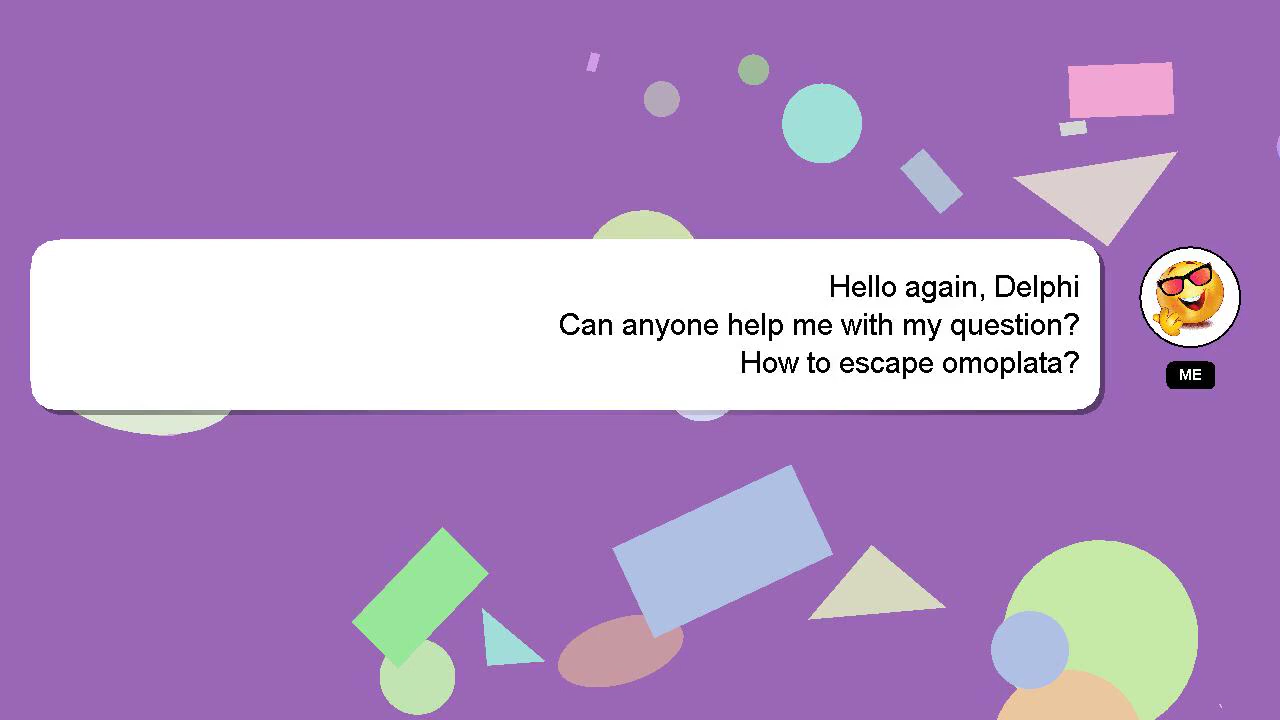 Hello again, Delphi
Can anyone help me with my question?
How to escape omoplata?
ME